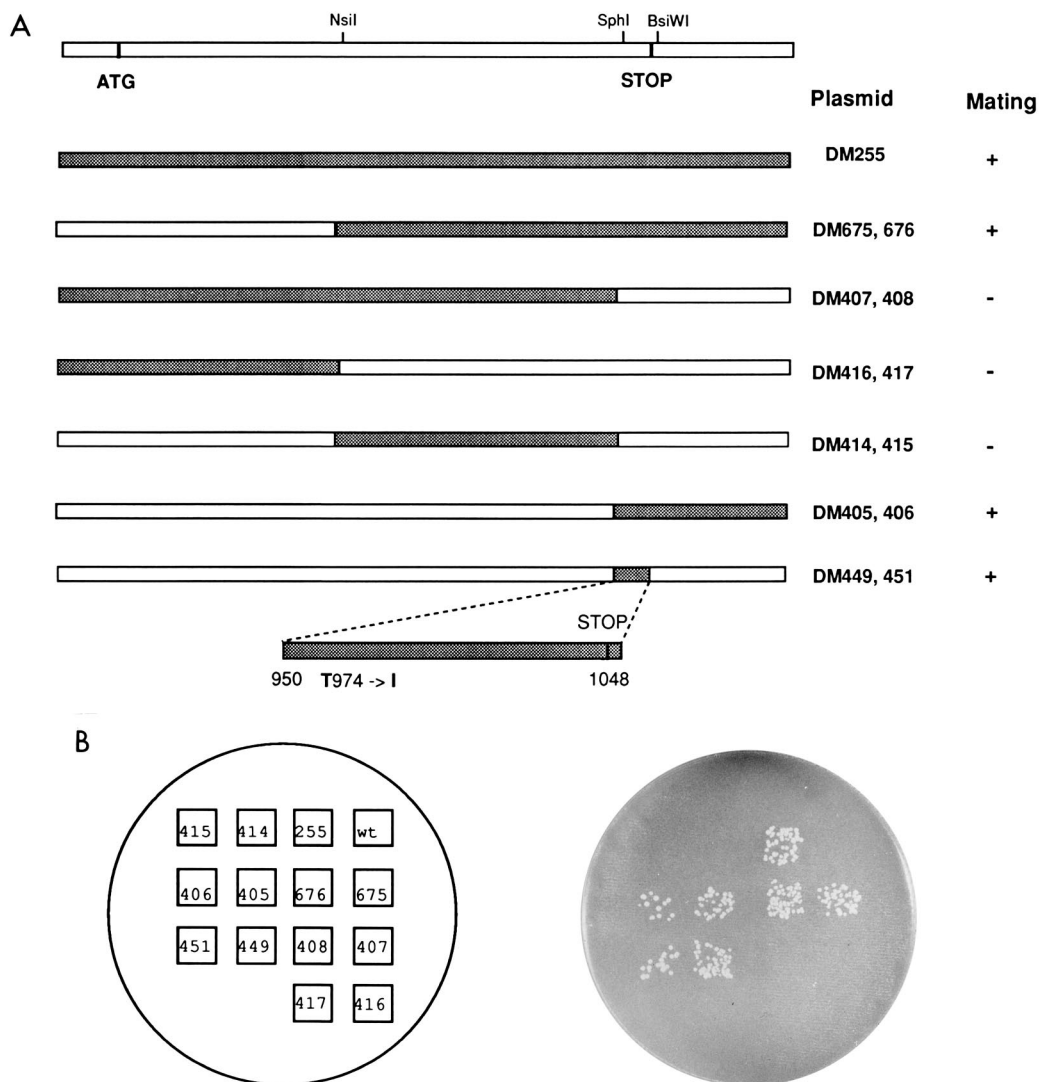 A
NsiI SphI BsiWI
ATG STOP
Plasmid Mating
DM255 +
DM675, 676 +
DM407, 408 -
DM416, 417 -
DM414, 415 -
DM405, 406 +
DM449, 451 +
STOP
950 T974 -> I 1048
B
415 414 255 wt
406 405 676 675
451 449 408 407
417 416